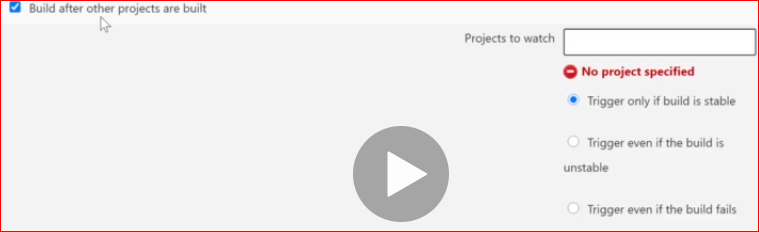 Build after other projects are built
Projects to watch
No project specified
Trigger only if build is stable
Trigger even if the build is
unstable
Trigger even if the build fails